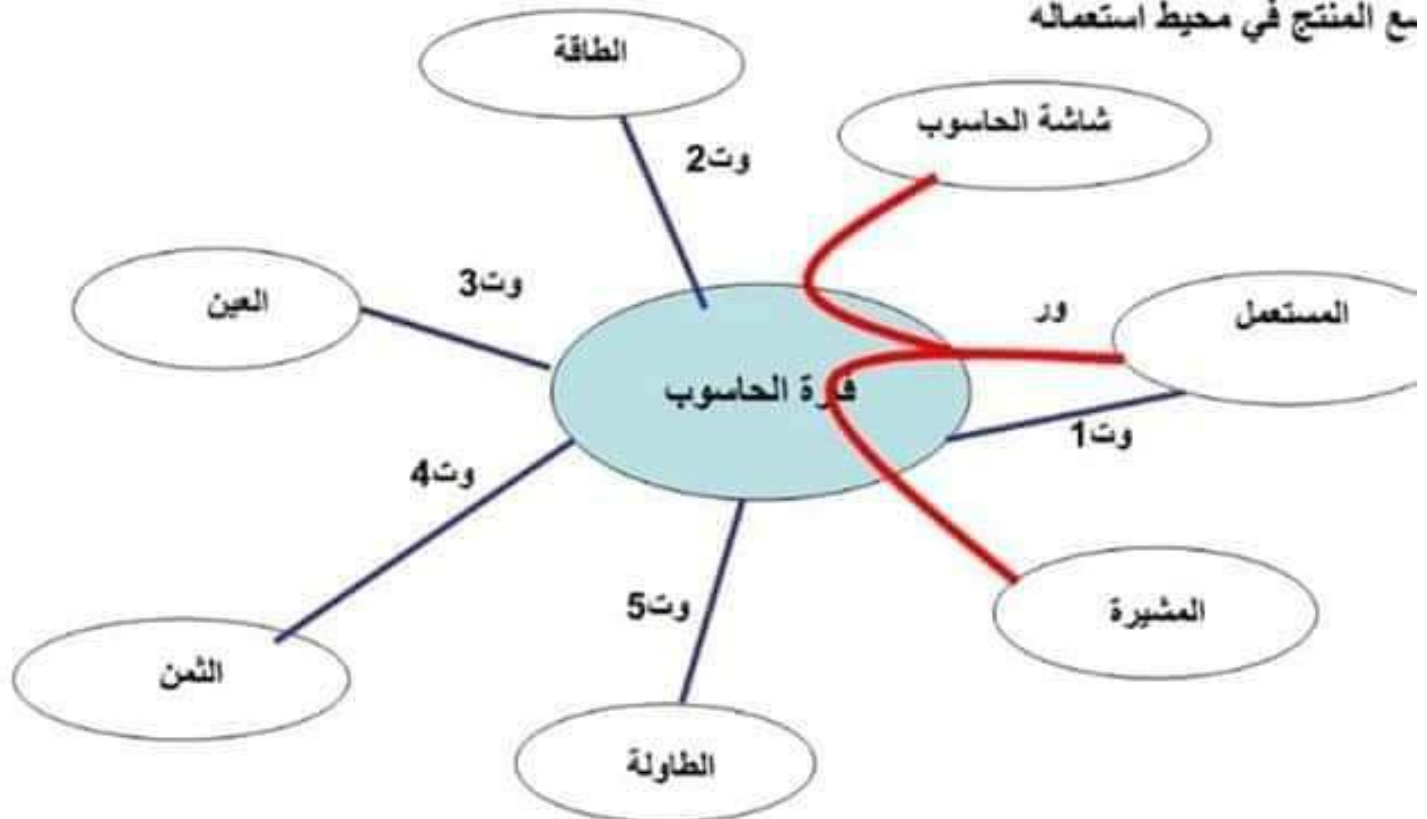 المنتج في محيط استعماله
الطاقة
شاشة الحاسوب
وت2
العين
وت3
ور
المستعمل
فأرة الحاسوب
وت1
وت4
وت5
المشيرة
الثمن
الطاولة